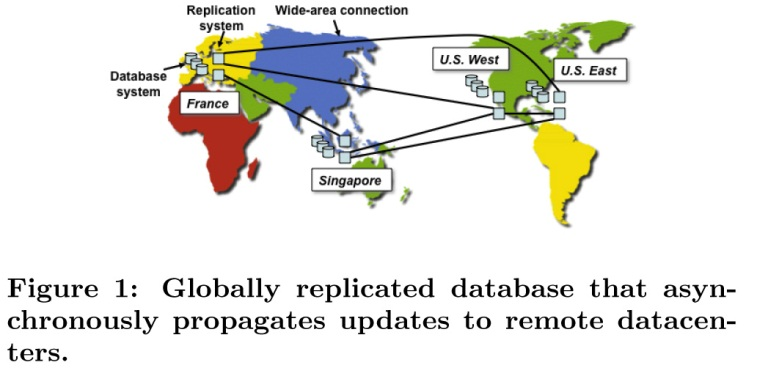 Replication
system
Wide-area connection
Database
system
France
U.S. West
U.S. East
Singapore
Figure 1: Globally replicated database that asyn-
chronously propagates updates to remote datacen-
ters.